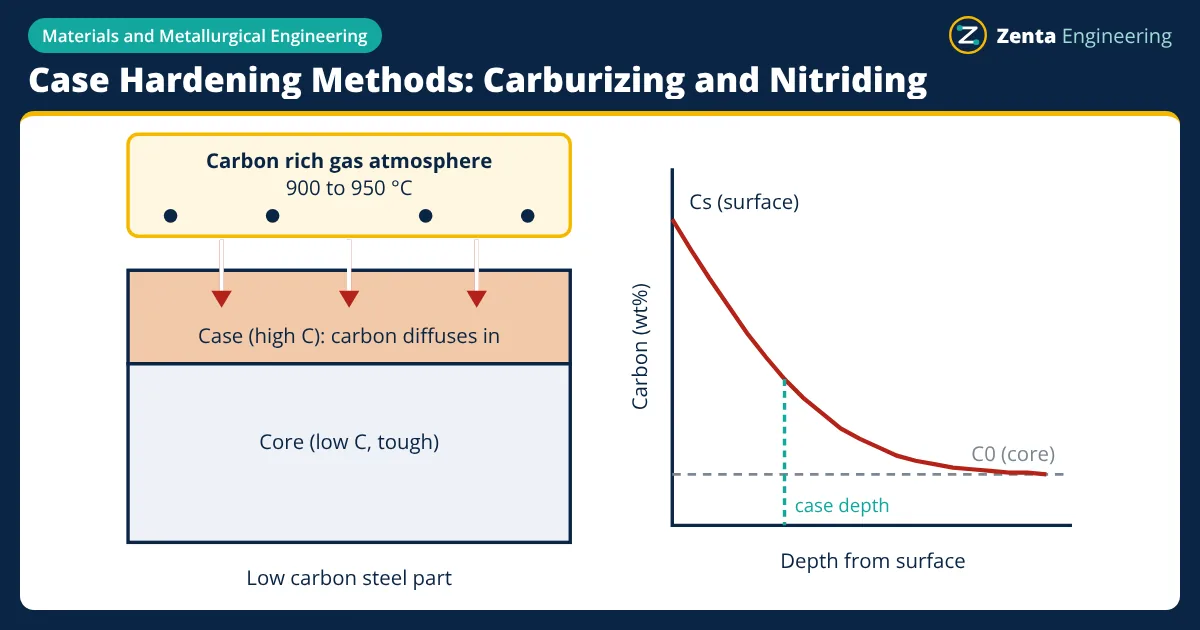 Materials and Metallurgical Engineering
Zenta Engineering
Case Hardening Methods: Carburizing and Nitriding
Carbon rich gas atmosphere
900 to 950 °C
Case (high C): carbon diffuses in
Core (low C, tough)
Low carbon steel part
Cs (surface)
Carbon (wt%)
C0 (core)
case depth
Depth from surface